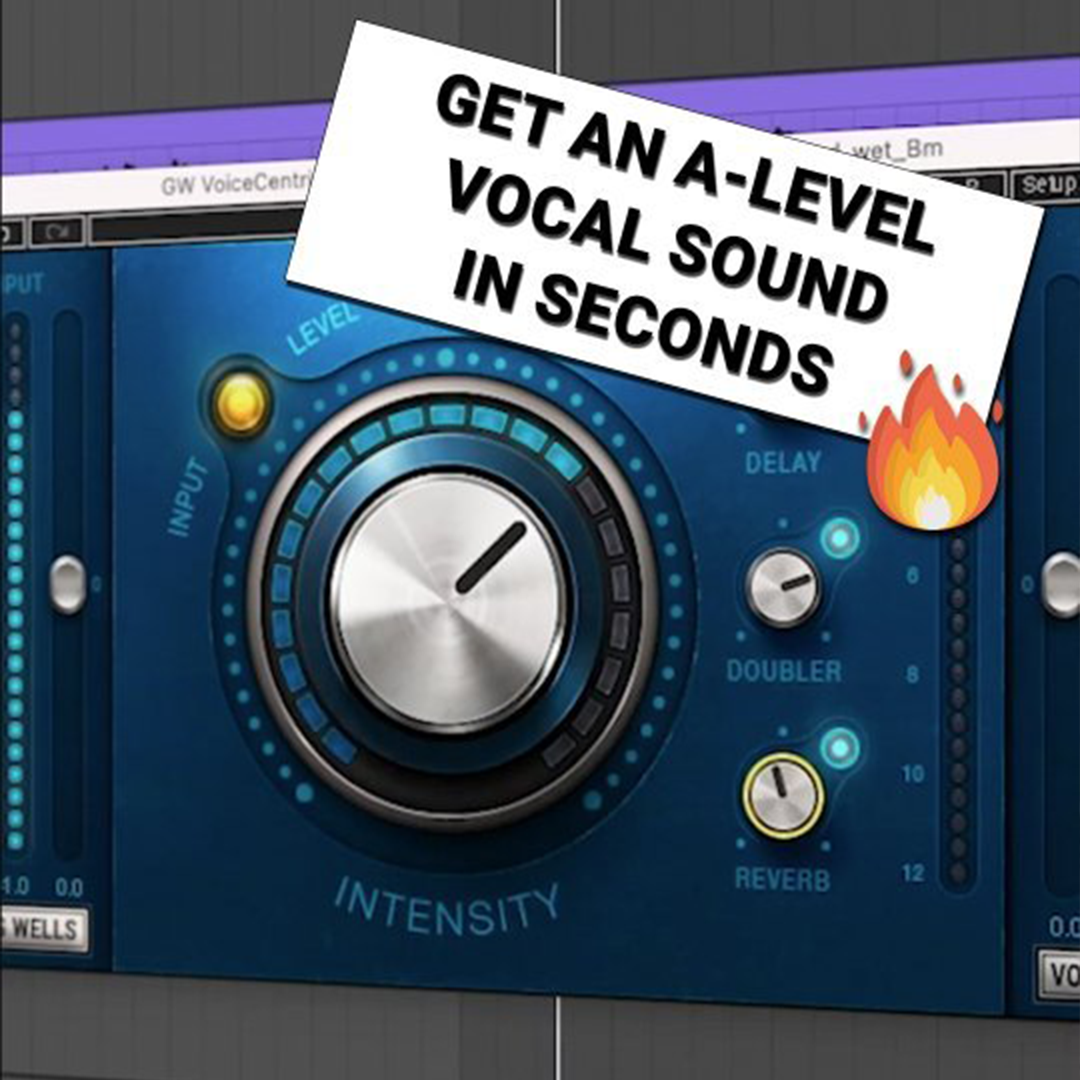 GET AN A-LEVEL
VOCAL SOUND
IN SECONDS
wet_Bm
GW VoiceCentri
Setup
PUT
LEVEL
INPUT
DELAY
DOUBLER
REVERB
INTENSITY
6
8
10
12
0
0
1.0 0.0
0.0
S WELLS
VO